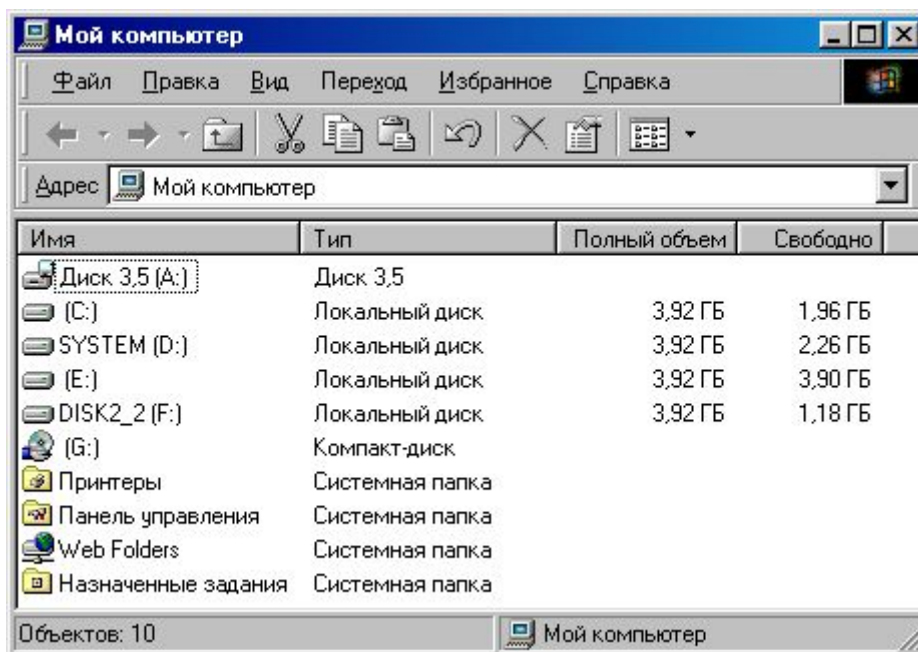 Мой компьютер
Файл Правка Вид Переход Избранное Справка
Адрес Мой компьютер
Имя Тип Полный объем Свободно
Диск 3,5 (A:) Диск 3,5
(C:) Локальный диск 3,92 ГБ 1,96 ГБ
SYSTEM (D:) Локальный диск 3,92 ГБ 2,26 ГБ
(E:) Локальный диск 3,92 ГБ 3,90 ГБ
DISK2_2 (F:) Локальный диск 3,92 ГБ 1,18 ГБ
(G:) Компакт-диск
Принтеры Системная папка
Панель управления Системная папка
Web Folders Системная папка
Назначенные задания Системная папка
Объектов: 10 Мой компьютер